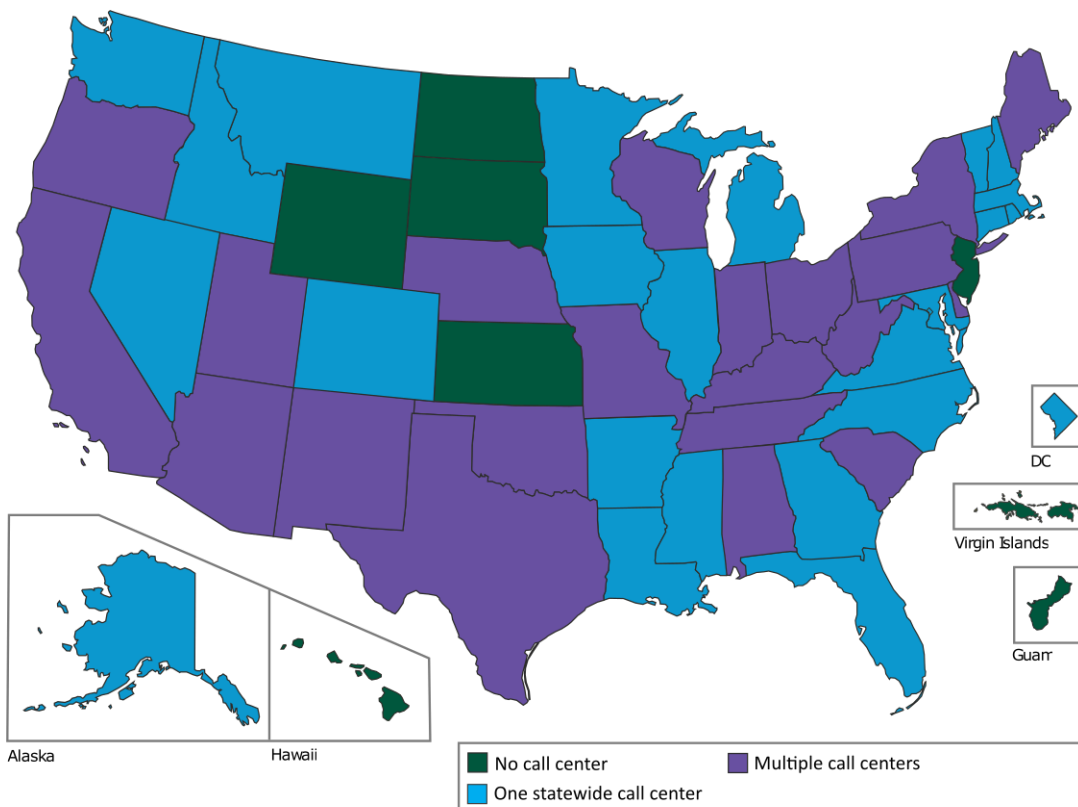 DC
Virgin Islands
Guam
Alaska
Hawaii
No call center
Multiple call centers
One statewide call center